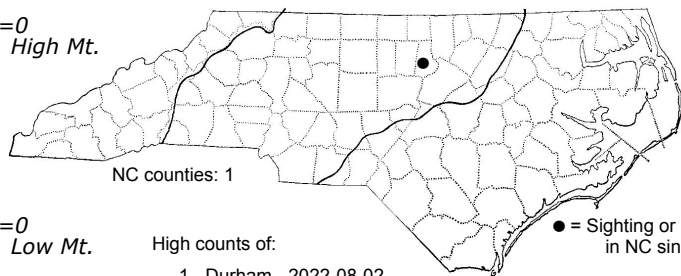 =0
High Mt.
NC counties: 1
=0
Low Mt.
High counts of:
● = Sighting or
in NC sin
1 - Durham - 2022-08-02